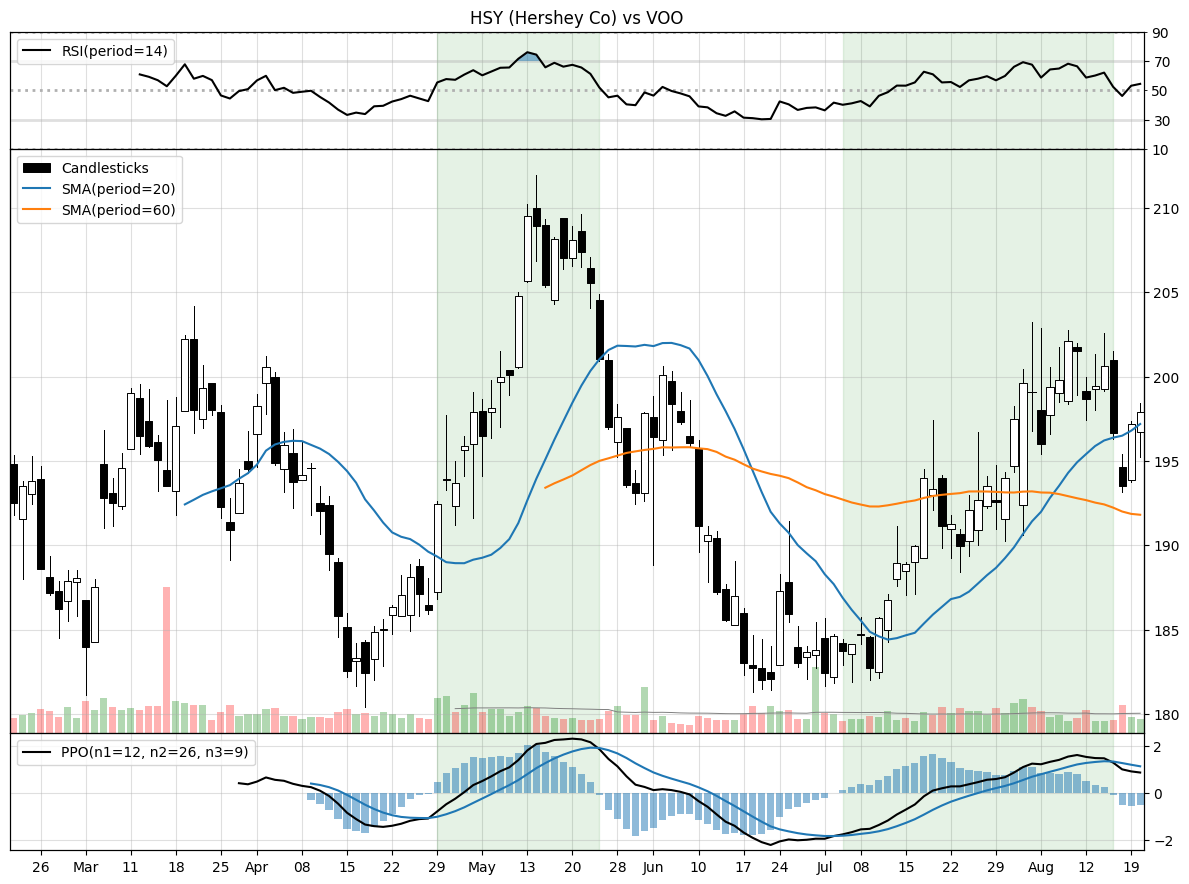 HSY (Hershey Co) vs VOO
RSI(period=14)
90
70
50
30
10
Candlesticks
SMA(period=20)
SMA(period=60)
210
205
200
195
190
185
180
PPO(n1=12, n2=26, n3=9)
2
0
−2
26 Mar 11 18 25 Apr 08 15 22 29 May 13 20 28 Jun 10 17 24 Jul 08 15 22 29 Aug 12 19